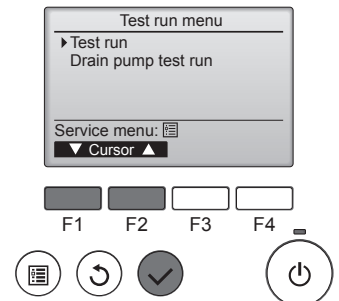 Test run menu
Test run
Drain pump test run
Service menu:
▼ Cursor ▲
F1 F2 F3 F4